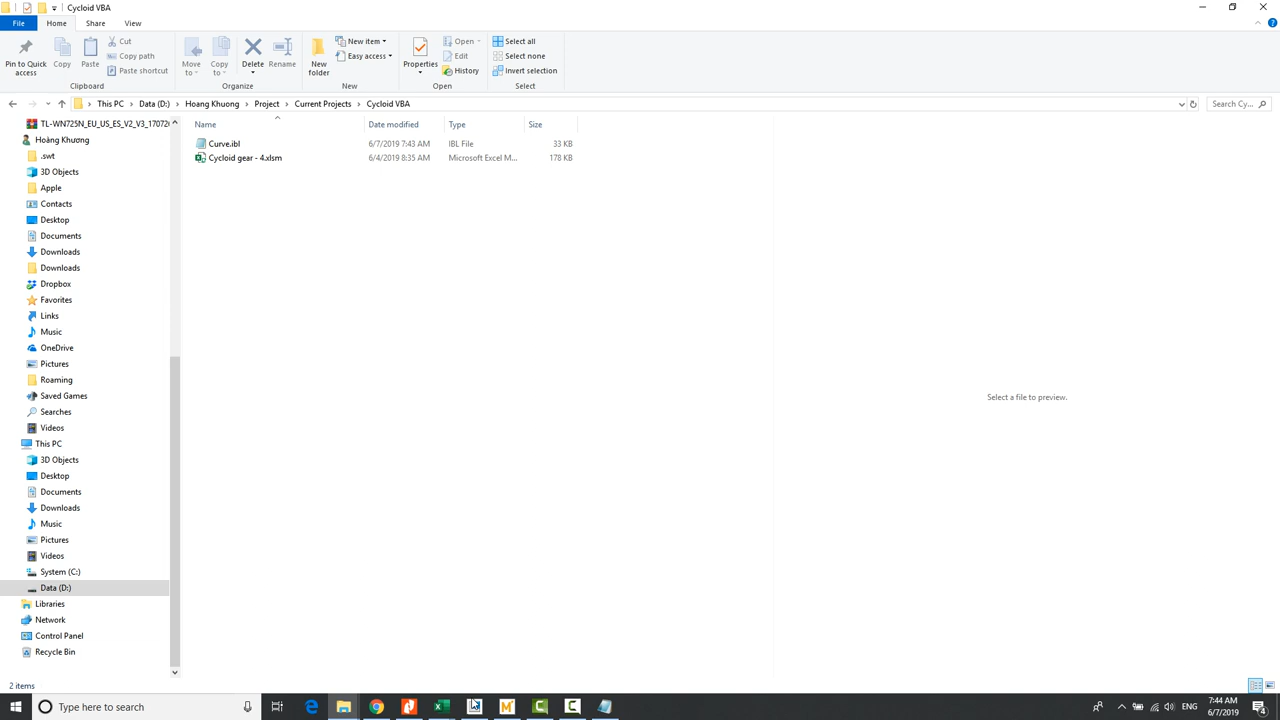 Cycloid VBA
File Home Share View
Pin to Quick access
Copy
Paste
Cut
Copy path
Paste shortcut
Clipboard
Move to
Copy to
Delete
Rename
Organize
New folder
New item
Easy access
New
Properties
Open
Edit
History
Open
Select all
Select none
Invert selection
Select
This PC Data (D:) Hoang Khuong Project Current Projects Cycloid VBA
Search Cy...
Name Date modified Type Size
Curve.ibl 6/7/2019 7:43 AM IBL File 33 KB
Cycloid gear - 4.xlsm 6/4/2019 8:35 AM Microsoft Excel M... 178 KB
TL-WN725N_EU_US_ES_V2_V3_17072
Hoàng Khương
.swt
3D Objects
Apple
Contacts
Desktop
Documents
Downloads
Downloads
Dropbox
Favorites
Links
Music
OneDrive
Pictures
Roaming
Saved Games
Searches
Videos
This PC
3D Objects
Desktop
Documents
Downloads
Music
Pictures
Videos
System (C:)
Data (D:)
Libraries
Network
Control Panel
Recycle Bin
Select a file to preview.
2 items
Type here to search
ENG
7:44 AM
6/7/2019
4